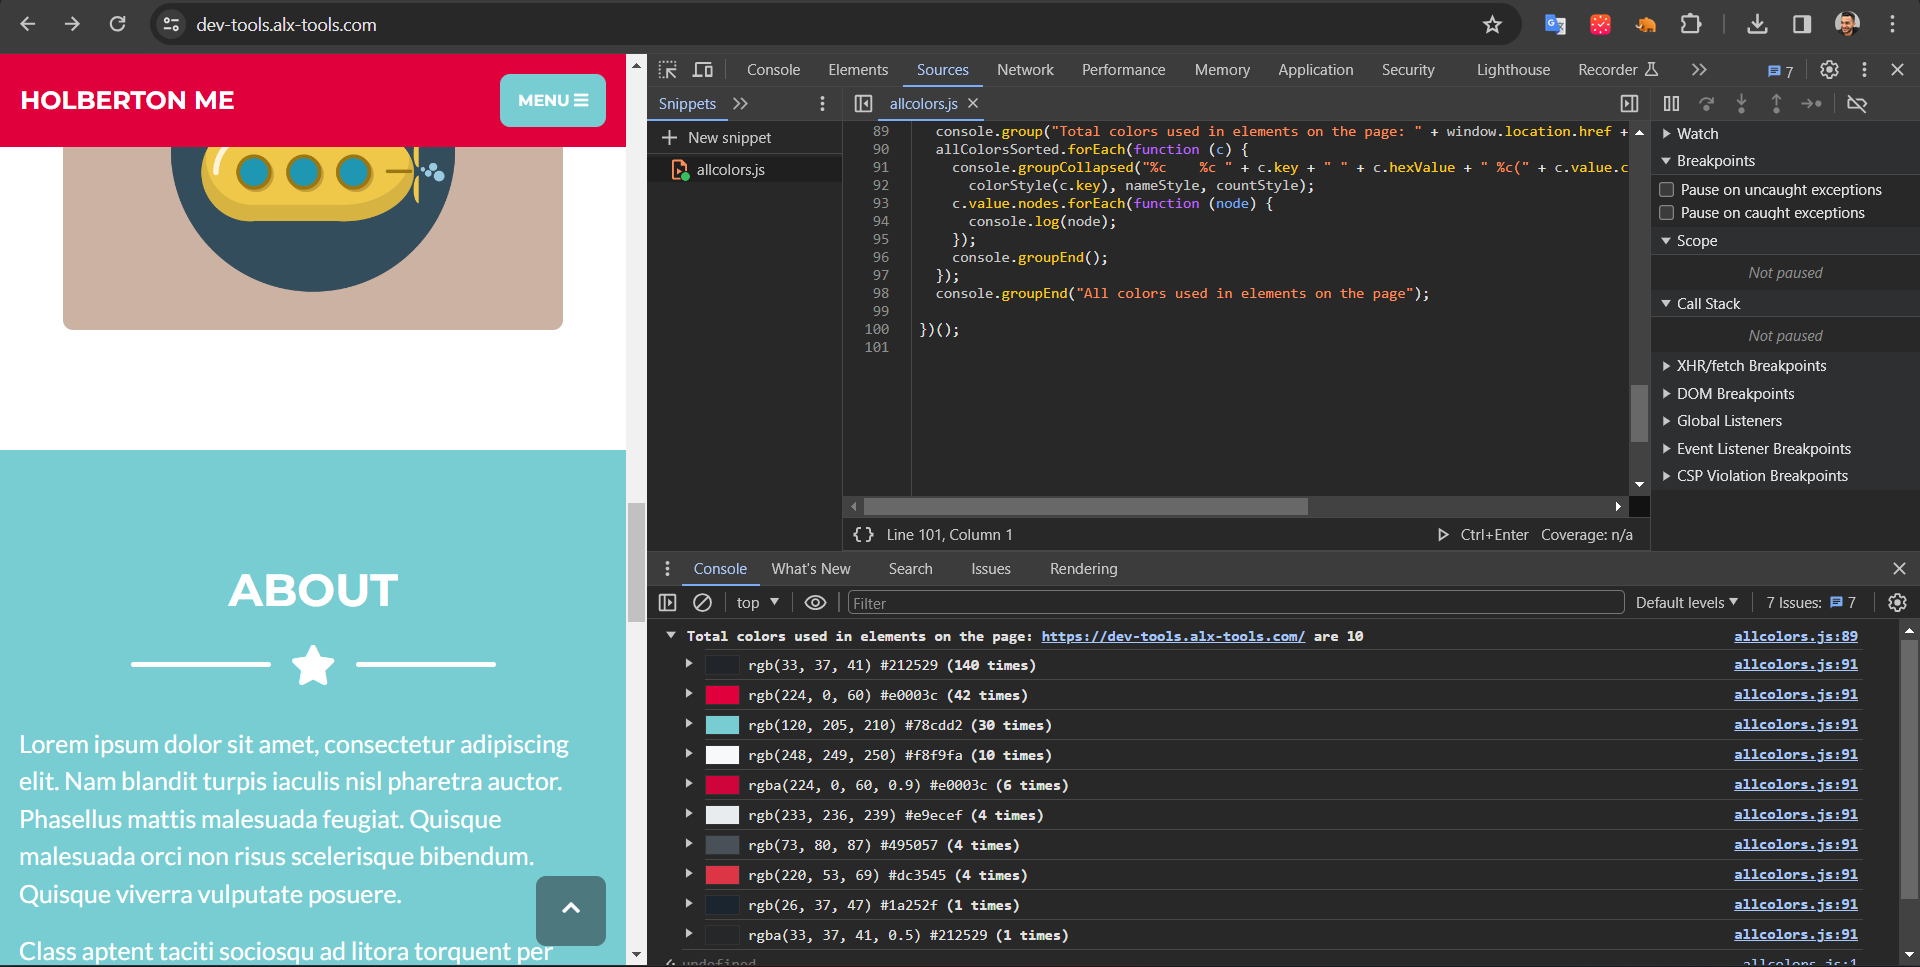 dev-tools.alx-tools.com
HOLBERTON ME
MENU
ABOUT
Lorem ipsum dolor sit amet, consectetur adipiscing
elit. Nam blandit turpis iaculis nisl pharetra auctor.
Phasellus mattis malesuada feugiat. Quisque
malesuada orci non risus scelerisque bibendum.
Quisque viverra vulputate posuere.
Class aptent taciti sociosqu ad litora torquent per
Console Elements Sources Network Performance Memory Application Security Lighthouse Recorder 7
Snippets
New snippet
allcolors.js
allcolors.js
89 console.group("Total colors used in elements on the page: " + window.location.href +
90 allColorsSorted.forEach(function (c) {
91 console.groupCollapsed("%c    %c " + c.key + " " + c.hexValue + " %c(" + c.value.c
92 colorStyle(c.key), nameStyle, countStyle);
93 c.value.nodes.forEach(function (node) {
94 console.log(node);
95 });
96 console.groupEnd();
97 });
98 console.groupEnd("All colors used in elements on the page");
99
100 })();
101
{} Line 101, Column 1 Ctrl+Enter Coverage: n/a
Watch
Breakpoints
Pause on uncaught exceptions
Pause on caught exceptions
Scope
Not paused
Call Stack
Not paused
XHR/fetch Breakpoints
DOM Breakpoints
Global Listeners
Event Listener Breakpoints
CSP Violation Breakpoints
Console What's New Search Issues Rendering
top Filter Default levels 7 Issues: 7
Total colors used in elements on the page: https://dev-tools.alx-tools.com/ are 10 allcolors.js:89
rgb(33, 37, 41) #212529 (140 times) allcolors.js:91
rgb(224, 0, 60) #e0003c (42 times) allcolors.js:91
rgb(120, 205, 210) #78cdd2 (30 times) allcolors.js:91
rgb(248, 249, 250) #f8f9fa (10 times) allcolors.js:91
rgba(224, 0, 60, 0.9) #e0003c (6 times) allcolors.js:91
rgb(233, 236, 239) #e9ecef (4 times) allcolors.js:91
rgb(73, 80, 87) #495057 (4 times) allcolors.js:91
rgb(220, 53, 69) #dc3545 (4 times) allcolors.js:91
rgb(26, 37, 47) #1a252f (1 times) allcolors.js:91
rgba(33, 37, 41, 0.5) #212529 (1 times) allcolors.js:91
undefined allcolors.js:1